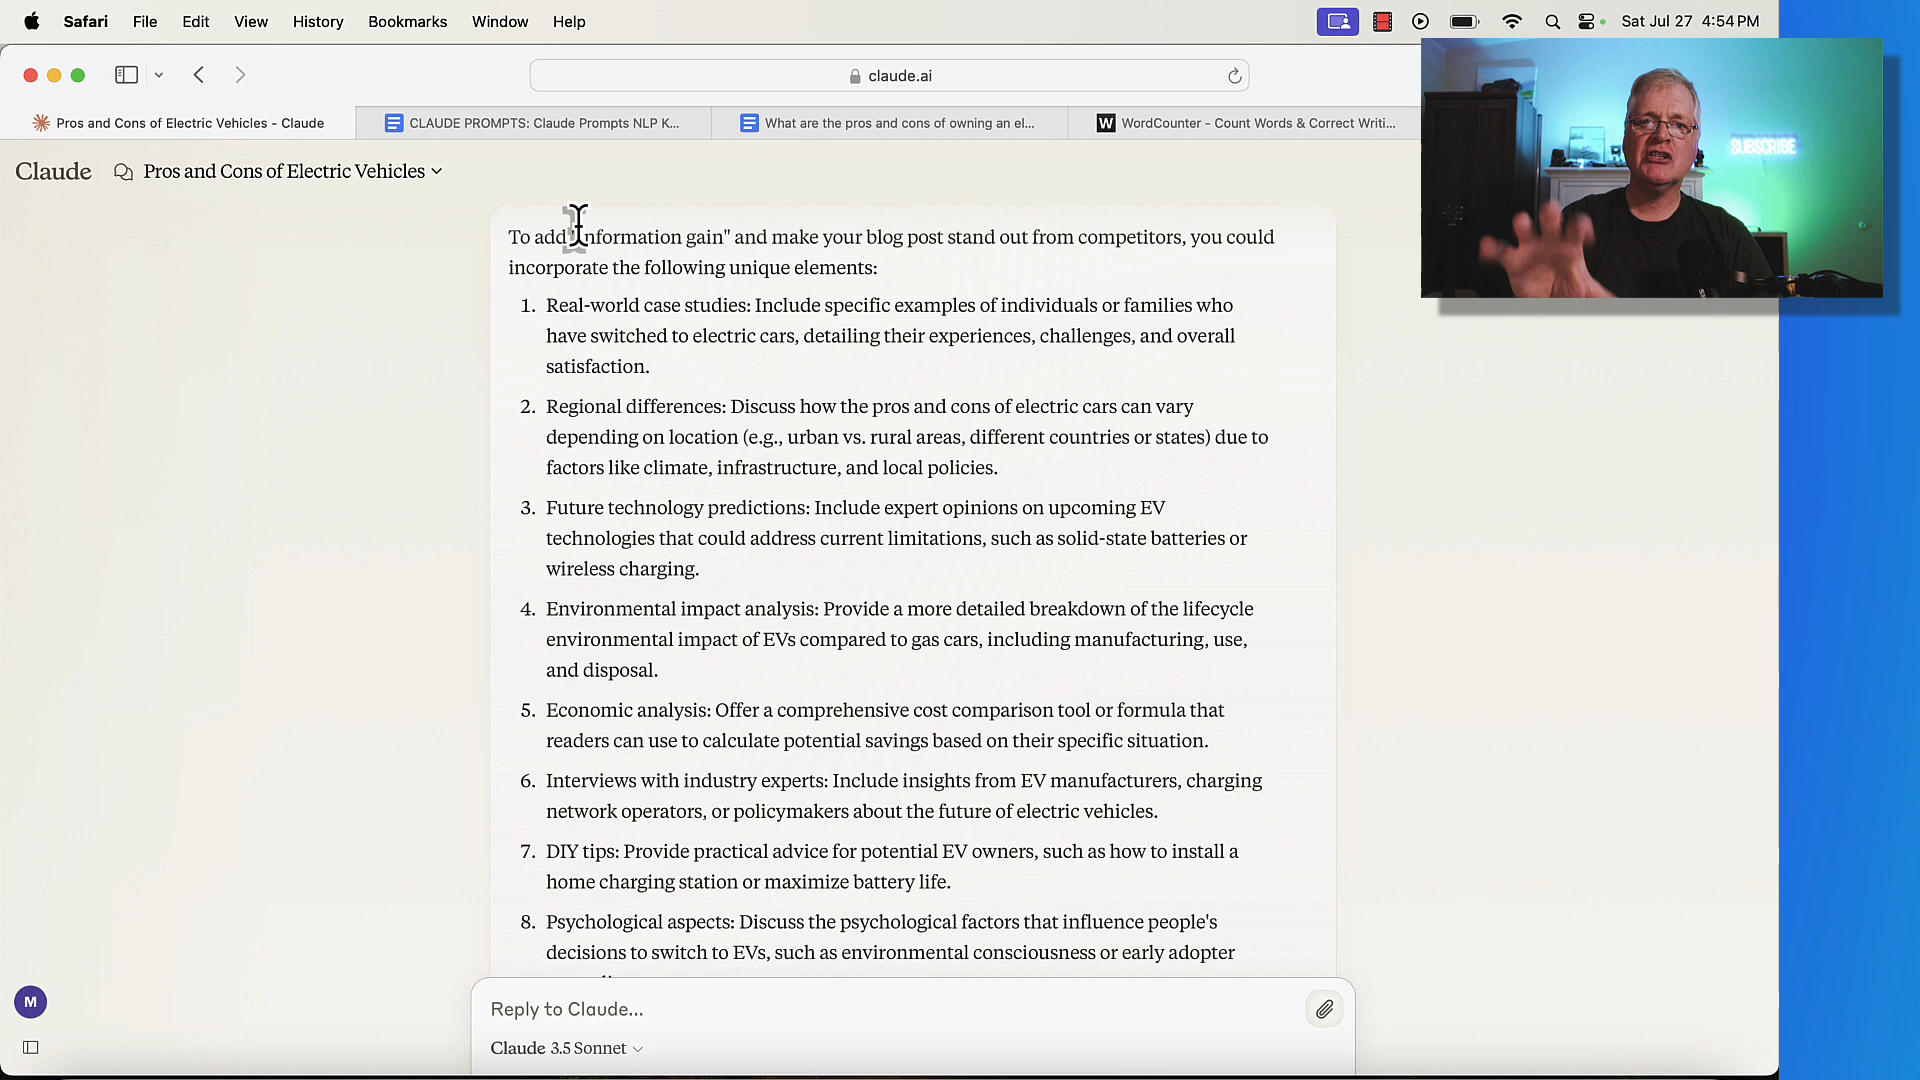 Safari File Edit View History Bookmarks Window Help Sat Jul 27 4:54 PM
claude.ai
Pros and Cons of Electric Vehicles - Claude
CLAUDE PROMPTS: Claude Prompts NLP K...
What are the pros and cons of owning an el...
W WordCounter - Count Words & Correct Writi...
SUBSCRIBE
Claude Pros and Cons of Electric Vehicles
To add "information gain" and make your blog post stand out from competitors, you could
incorporate the following unique elements:
1. Real-world case studies: Include specific examples of individuals or families who
have switched to electric cars, detailing their experiences, challenges, and overall
satisfaction.
2. Regional differences: Discuss how the pros and cons of electric cars can vary
depending on location (e.g., urban vs. rural areas, different countries or states) due to
factors like climate, infrastructure, and local policies.
3. Future technology predictions: Include expert opinions on upcoming EV
technologies that could address current limitations, such as solid-state batteries or
wireless charging.
4. Environmental impact analysis: Provide a more detailed breakdown of the lifecycle
environmental impact of EVs compared to gas cars, including manufacturing, use,
and disposal.
5. Economic analysis: Offer a comprehensive cost comparison tool or formula that
readers can use to calculate potential savings based on their specific situation.
6. Interviews with industry experts: Include insights from EV manufacturers, charging
network operators, or policymakers about the future of electric vehicles.
7. DIY tips: Provide practical advice for potential EV owners, such as how to install a
home charging station or maximize battery life.
8. Psychological aspects: Discuss the psychological factors that influence people's
decisions to switch to EVs, such as environmental consciousness or early adopter
M
Reply to Claude...
Claude 3.5 Sonnet